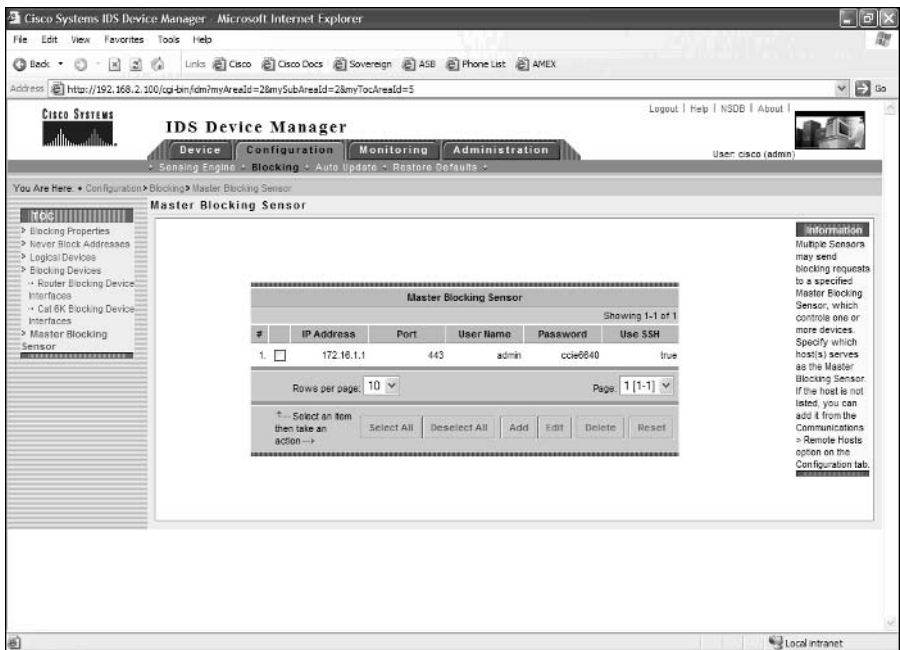 Cisco Systems IDS Device Manager - Microsoft Internet Explorer
File Edit View Favorites Tools Help
Back Links Cisco Cisco Docs Sovereign ASB Phone List AMEX
Address http://192.168.2.100/cgi-bin/idm?myAreaId=2&mySubAreaId=2&myTocAreaId=5 Go
CISCO SYSTEMS
Logout | Help | NSDB | About |
IDS Device Manager
Device Configuration Monitoring Administration
User: cisco (admin)
Sensing Engine Blocking Auto Update Restore Defaults
You Are Here: • Configuration > Blocking > Master Blocking Sensor
TOC
> Blocking Properties
> Never Block Addresses
> Logical Devices
> Blocking Devices
Router Blocking Device
Interfaces
Cat 6K Blocking Device
Interfaces
> Master Blocking
Sensor
Master Blocking Sensor
Master Blocking Sensor
Showing 1-1 of 1
# IP Address Port User Name Password Use SSH
1. 172.16.1.1 443 admin ccie6640 true
Rows per page: 10 Page: 1 [1-1]
Select an item
then take an
action -->
Select All Deselect All Add Edit Delete Reset
Information
Multiple Sensors
may send
blocking requests
to a specified
Master Blocking
Sensor, which
controls one or
more devices.
Specify which
host(s) serves
as the Master
Blocking Sensor.
If the host is not
listed, you can
add it from the
Communications
> Remote Hosts
option on the
Configuration tab.
Local intranet